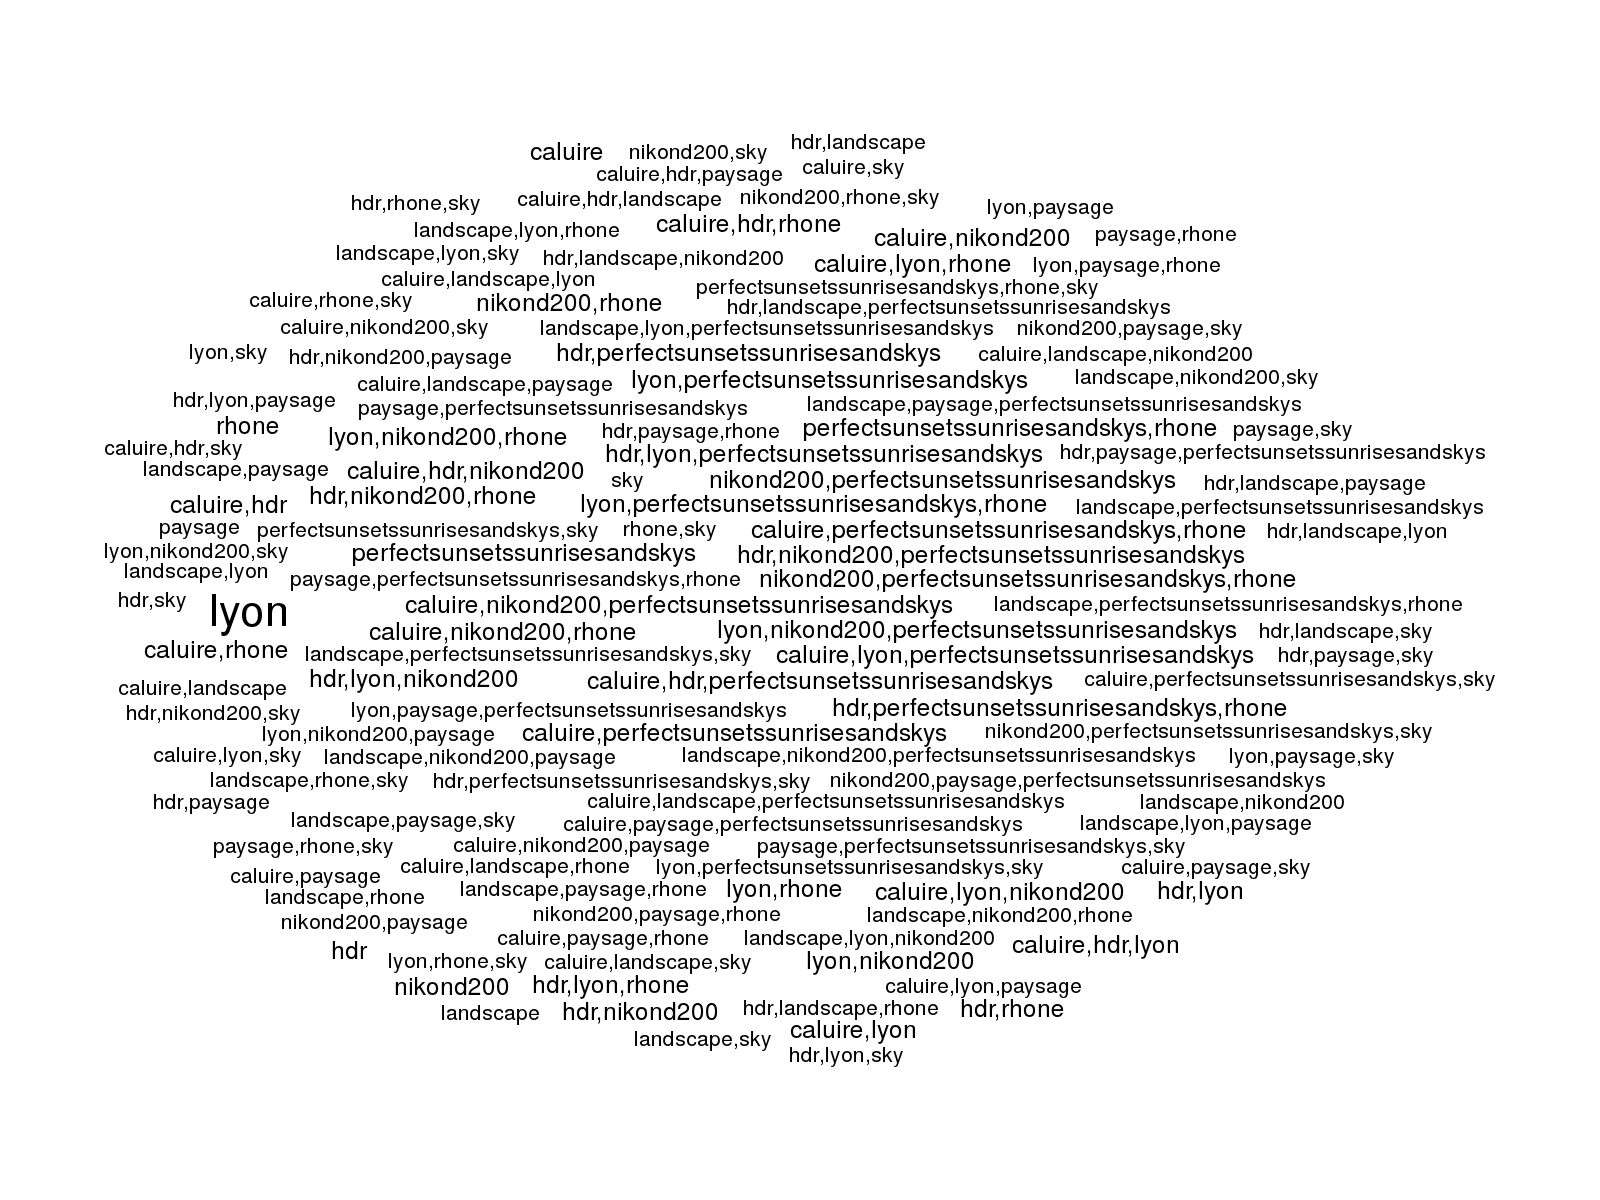 hdr,landscape
caluire nikond200,sky
caluire,sky
caluire,hdr,paysage
hdr,rhone,sky caluire,hdr,landscape nikond200,rhone,sky
lyon,paysage
landscape,lyon,rhone caluire,hdr,rhone
caluire,nikond200 paysage,rhone
landscape,lyon,sky hdr,landscape,nikond200 caluire,lyon,rhone lyon,paysage,rhone
caluire,landscape,lyon
perfectsunsetssunrisesandskys,rhone,sky
caluire,rhone,sky nikond200,rhone hdr,landscape,perfectsunsetssunrisesandskys
caluire,nikond200,sky landscape,lyon,perfectsunsetssunrisesandskys nikond200,paysage,sky
lyon,sky hdr,nikond200,paysage hdr,perfectsunsetssunrisesandskys caluire,landscape,nikond200
caluire,landscape,paysage lyon,perfectsunsetssunrisesandskys landscape,nikond200,sky
hdr,lyon,paysage paysage,perfectsunsetssunrisesandskys landscape,paysage,perfectsunsetssunrisesandskys
rhone lyon,nikond200,rhone hdr,paysage,rhone perfectsunsetssunrisesandskys,rhone paysage,sky
caluire,hdr,sky hdr,lyon,perfectsunsetssunrisesandskys hdr,paysage,perfectsunsetssunrisesandskys
landscape,paysage caluire,hdr,nikond200 sky nikond200,perfectsunsetssunrisesandskys hdr,landscape,paysage
caluire,hdr hdr,nikond200,rhone lyon,perfectsunsetssunrisesandskys,rhone landscape,perfectsunsetssunrisesandskys
paysage perfectsunsetssunrisesandskys,sky rhone,sky caluire,perfectsunsetssunrisesandskys,rhone hdr,landscape,lyon
lyon,nikond200,sky perfectsunsetssunrisesandskys hdr,nikond200,perfectsunsetssunrisesandskys
landscape,lyon paysage,perfectsunsetssunrisesandskys,rhone nikond200,perfectsunsetssunrisesandskys,rhone
hdr,sky lyon caluire,nikond200,perfectsunsetssunrisesandskys landscape,perfectsunsetssunrisesandskys,rhone
caluire,nikond200,rhone lyon,nikond200,perfectsunsetssunrisesandskys hdr,landscape,sky
caluire,rhone landscape,perfectsunsetssunrisesandskys,sky caluire,lyon,perfectsunsetssunrisesandskys hdr,paysage,sky
caluire,landscape hdr,lyon,nikond200 caluire,hdr,perfectsunsetssunrisesandskys caluire,perfectsunsetssunrisesandskys,sky
hdr,nikond200,sky lyon,paysage,perfectsunsetssunrisesandskys hdr,perfectsunsetssunrisesandskys,rhone
lyon,nikond200,paysage caluire,perfectsunsetssunrisesandskys nikond200,perfectsunsetssunrisesandskys,sky
caluire,lyon,sky landscape,nikond200,paysage landscape,nikond200,perfectsunsetssunrisesandskys lyon,paysage,sky
landscape,rhone,sky hdr,perfectsunsetssunrisesandskys,sky nikond200,paysage,perfectsunsetssunrisesandskys
hdr,paysage caluire,landscape,perfectsunsetssunrisesandskys landscape,nikond200
landscape,paysage,sky caluire,paysage,perfectsunsetssunrisesandskys landscape,lyon,paysage
paysage,rhone,sky caluire,nikond200,paysage paysage,perfectsunsetssunrisesandskys,sky
caluire,paysage caluire,landscape,rhone lyon,perfectsunsetssunrisesandskys,sky caluire,paysage,sky
landscape,rhone landscape,paysage,rhone lyon,rhone caluire,lyon,nikond200 hdr,lyon
nikond200,paysage nikond200,paysage,rhone landscape,nikond200,rhone
hdr caluire,paysage,rhone landscape,lyon,nikond200 caluire,hdr,lyon
lyon,rhone,sky caluire,landscape,sky lyon,nikond200
nikond200 hdr,lyon,rhone caluire,lyon,paysage
landscape hdr,nikond200 hdr,landscape,rhone hdr,rhone
landscape,sky caluire,lyon
hdr,lyon,sky